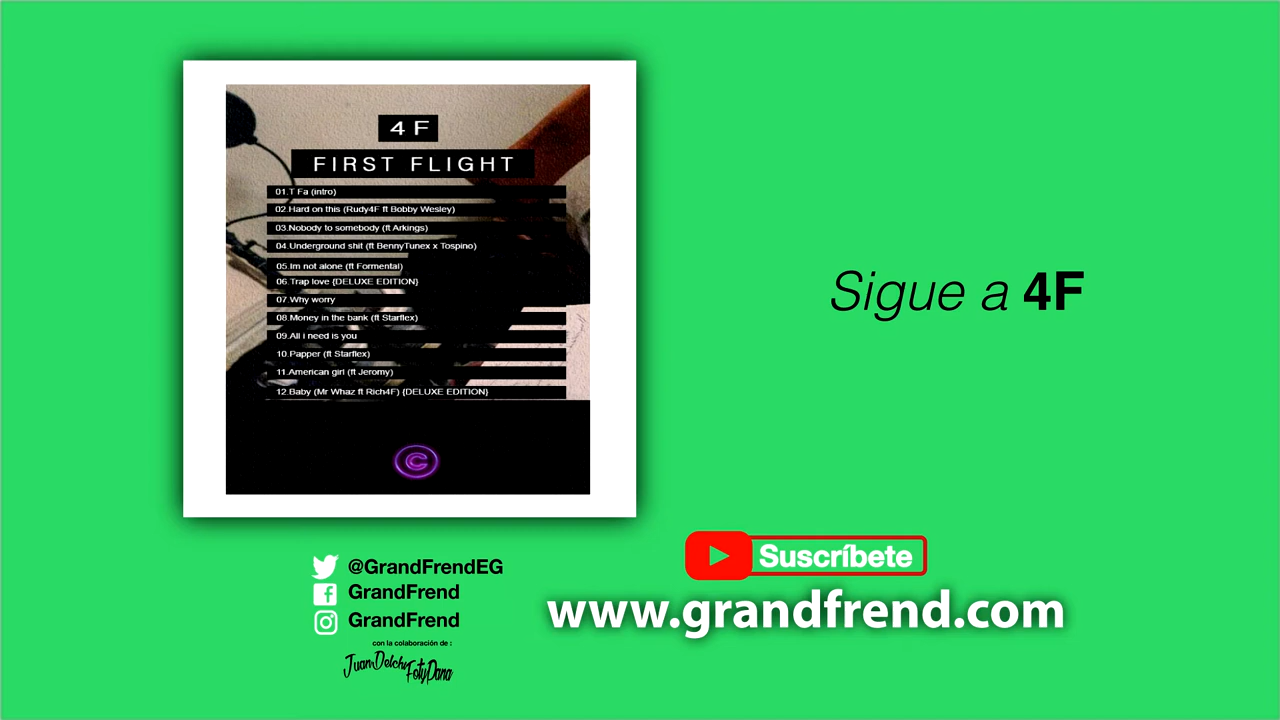 4 F
FIRST FLIGHT
01.T Fa (intro)
02.Hard on this (Rudy4F ft Bobby Wesley)
03.Nobody to somebody (ft Arkings)
04.Underground shit (ft BennyTunex x Tospino)
05.Im not alone (ft Formental)
06.Trap love {DELUXE EDITION}
07.Why worry
08.Money in the bank (ft Starflex)
09.All i need is you
10.Papper (ft Starflex)
11.American girl (ft Jeromy)
12.Baby (Mr Whaz ft Rich4F) {DELUXE EDITION}
C
Sigue a 4F
Suscríbete
www.grandfrend.com
@GrandFrendEG
GrandFrend
GrandFrend
con la colaboración de :
JuanDelchu FotyDana